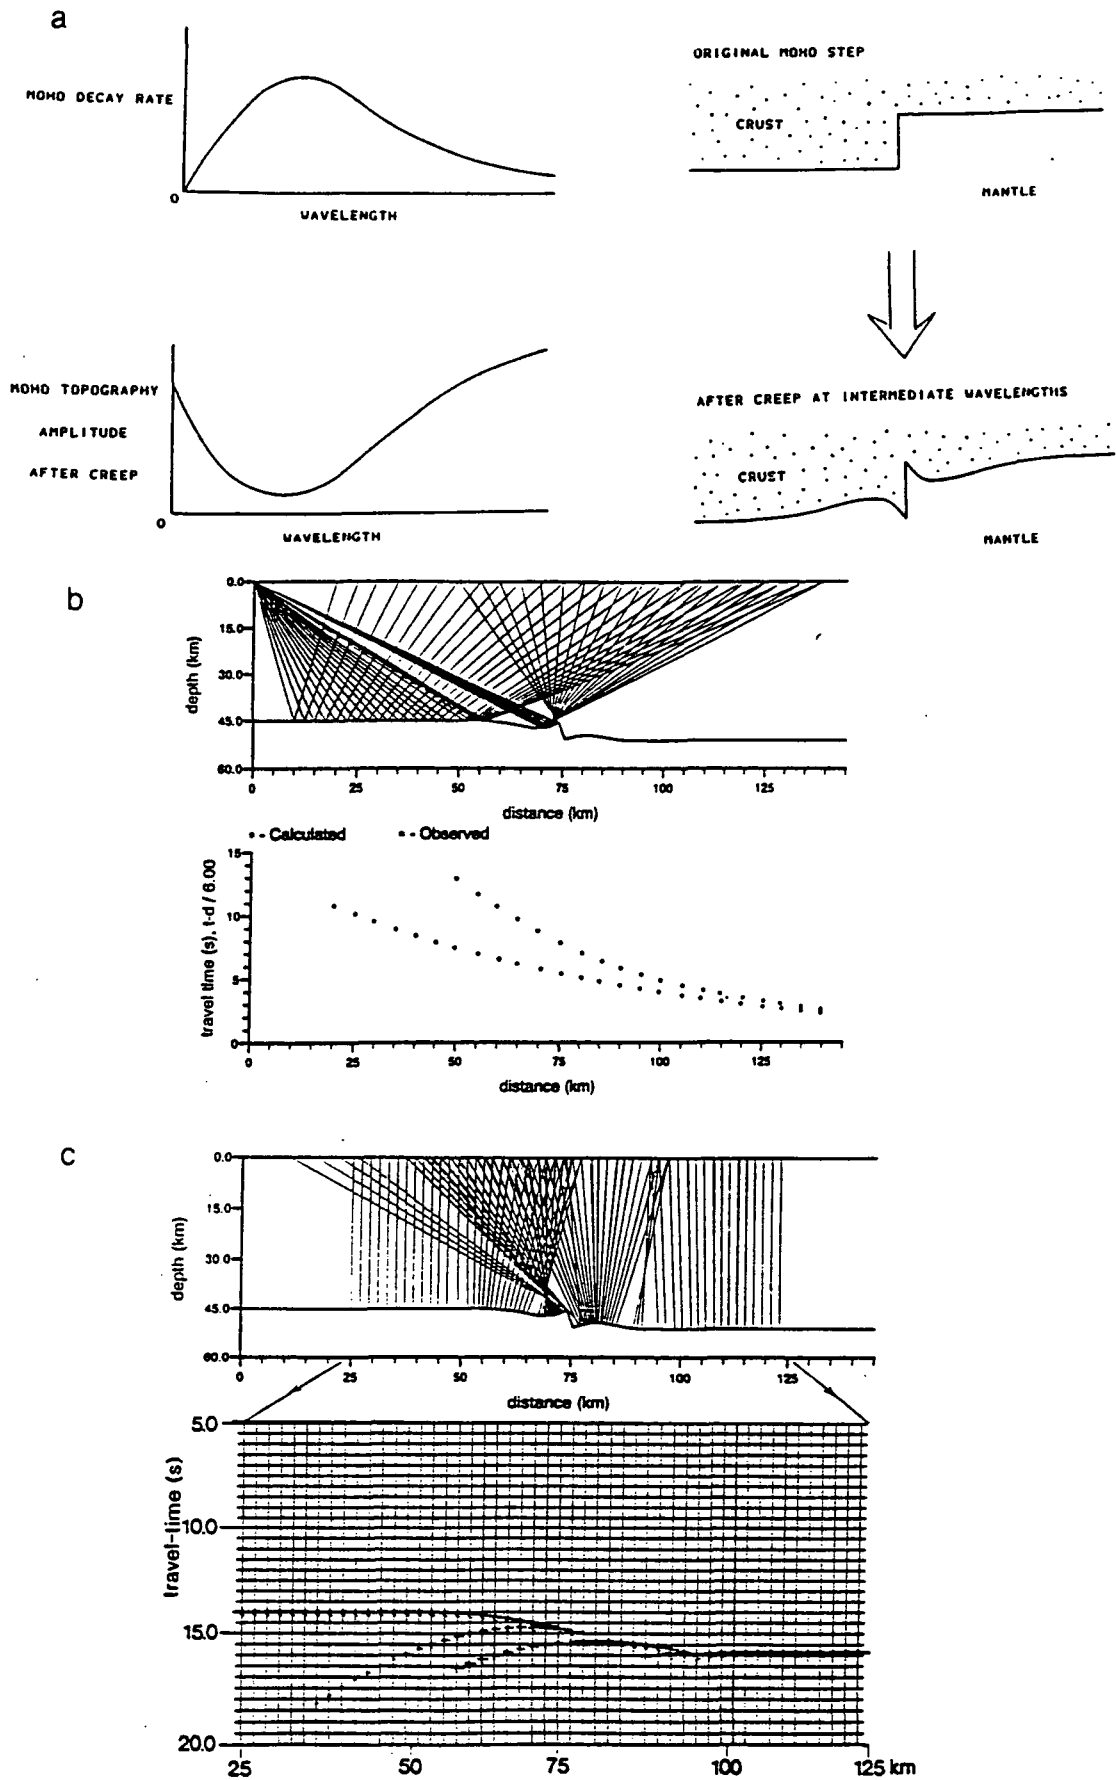 a
MOHO DECAY RATE
0
WAVELENGTH
ORIGINAL MOHO STEP
CRUST
MANTLE
MOHO TOPOGRAPHY
AMPLITUDE
AFTER CREEP
0
WAVELENGTH
AFTER CREEP AT INTERMEDIATE WAVELENGTHS
CRUST
MANTLE
b
0.0
15.0
30.0
45.0
60.0
depth (km)
0 25 50 75 100 125
distance (km)
• - Calculated ▪ - Observed
15
10
5
0
travel time (s), t-d / 6.00
0 25 50 75 100 125
distance (km)
c
0.0
15.0
30.0
45.0
60.0
depth (km)
0 25 50 75 100 125
distance (km)
5.0
10.0
15.0
20.0
travel-time (s)
25 50 75 100 125 km